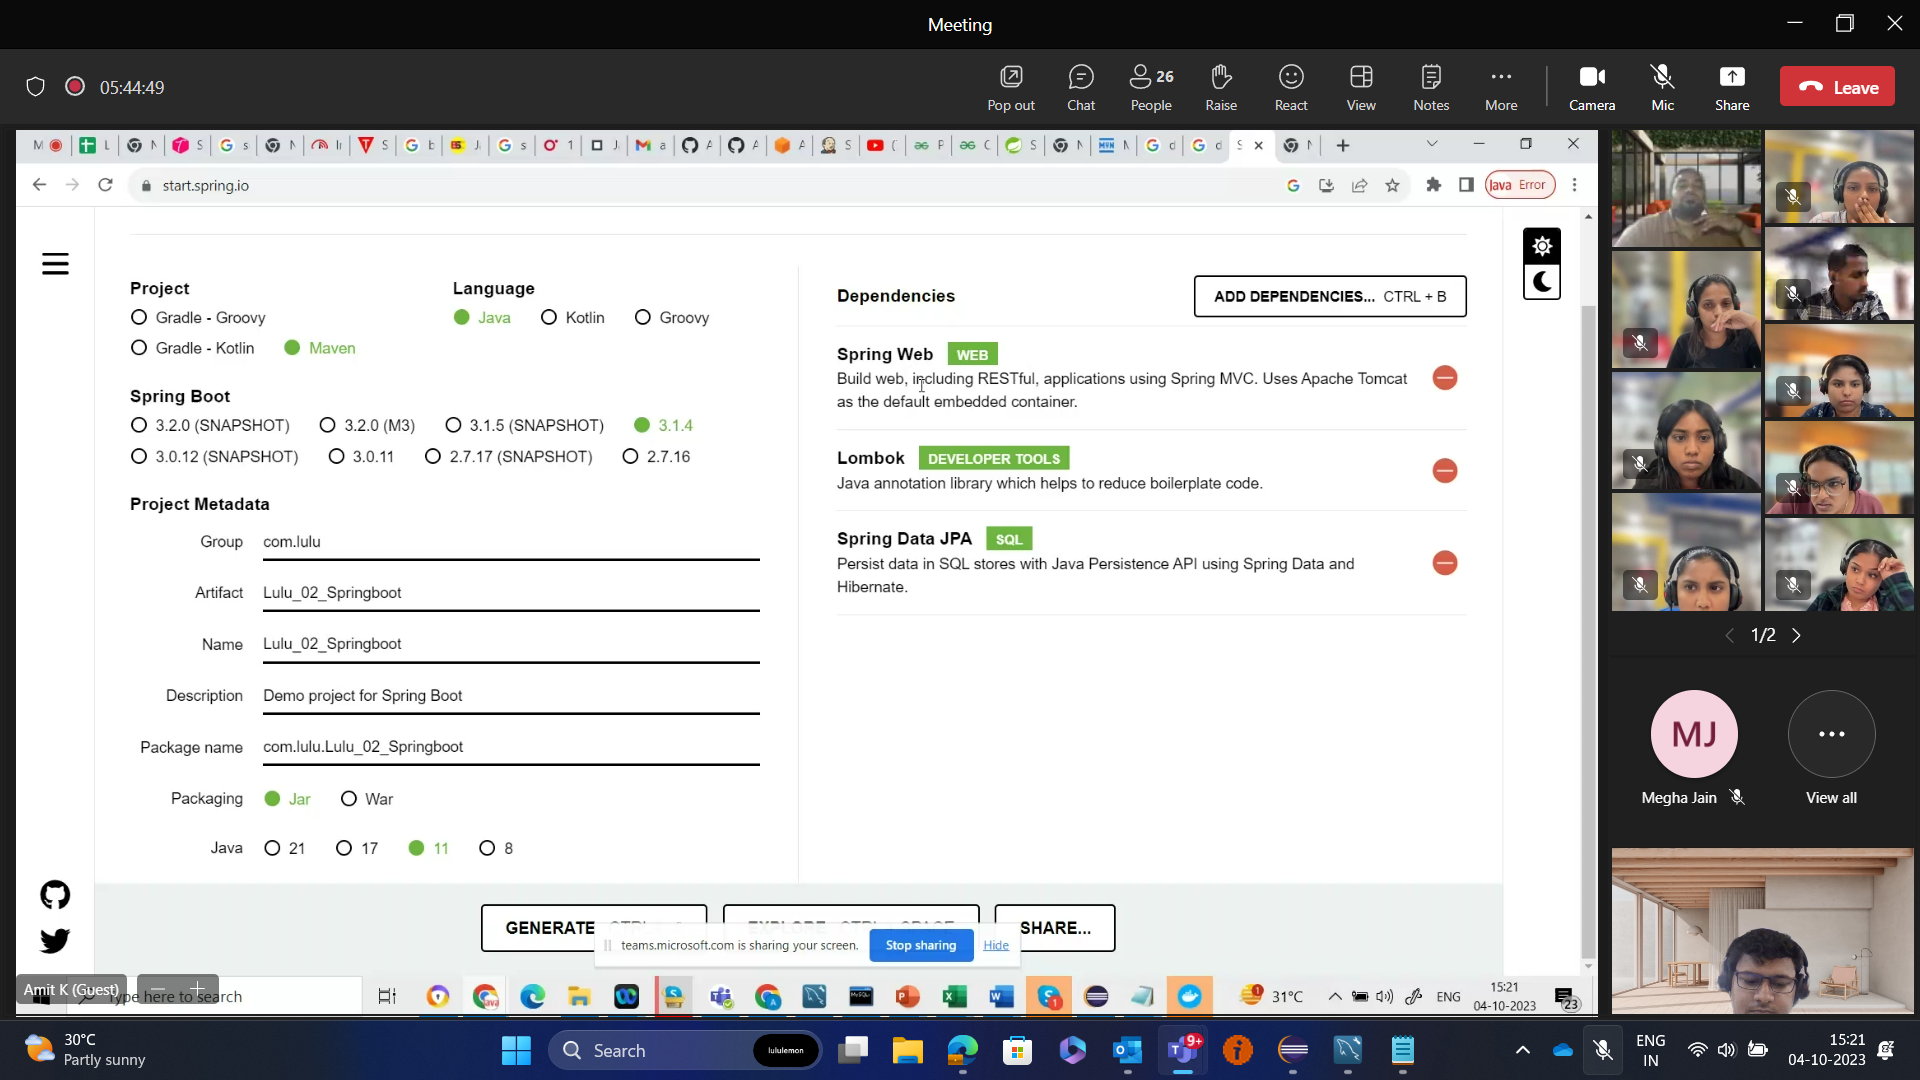 Meeting
05:44:49
Pop out
Chat
26
People
Raise
React
View
Notes
More
Camera
Mic
Share
Leave
start.spring.io
Java Error
Project
Gradle - Groovy
Gradle - Kotlin
Maven
Language
Java
Kotlin
Groovy
Spring Boot
3.2.0 (SNAPSHOT)
3.2.0 (M3)
3.1.5 (SNAPSHOT)
3.1.4
3.0.12 (SNAPSHOT)
3.0.11
2.7.17 (SNAPSHOT)
2.7.16
Project Metadata
Group
com.lulu
Artifact
Lulu_02_Springboot
Name
Lulu_02_Springboot
Description
Demo project for Spring Boot
Package name
com.lulu.Lulu_02_Springboot
Packaging
Jar
War
Java
21
17
11
8
Dependencies
ADD DEPENDENCIES... CTRL + B
Spring Web WEB
Build web, including RESTful, applications using Spring MVC. Uses Apache Tomcat
as the default embedded container.
Lombok DEVELOPER TOOLS
Java annotation library which helps to reduce boilerplate code.
Spring Data JPA SQL
Persist data in SQL stores with Java Persistence API using Spring Data and
Hibernate.
GENERATE
EXPLORE CTRL + SPACE
SHARE...
teams.microsoft.com is sharing your screen.
Stop sharing
Hide
Amit K (Guest)
Type here to search
31°C
ENG
15:21
04-10-2023
23
1/2
MJ
Megha Jain
View all
30°C
Partly sunny
Search
lululemon
9+
ENG
IN
15:21
04-10-2023